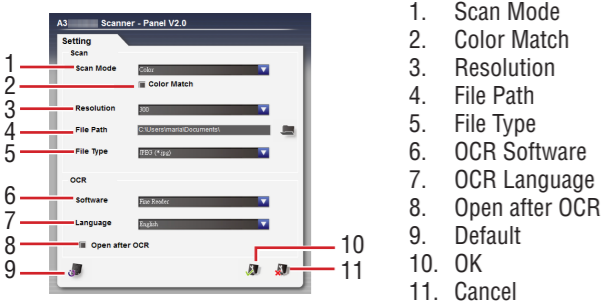 A3 Scanner - Panel V2.0
Setting
Scan
Scan Mode Color
Color Match
Resolution 300
File Path C:\Users\maria\Documents\
File Type JPEG (*.jpg)
OCR
Software Fine Reader
Language English
Open after OCR
1
2
3
4
5
6
7
8
9
10
11
1. Scan Mode
2. Color Match
3. Resolution
4. File Path
5. File Type
6. OCR Software
7. OCR Language
8. Open after OCR
9. Default
10. OK
11. Cancel